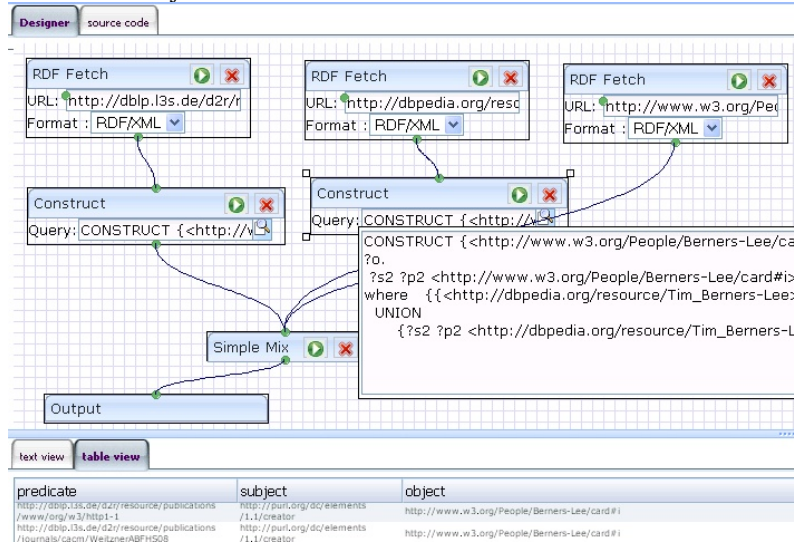 Designer source code
RDF Fetch
URL: http://dblp.l3s.de/d2r/r
Format : RDF/XML
RDF Fetch
URL: http://dbpedia.org/resc
Format : RDF/XML
RDF Fetch
URL: http://www.w3.org/Peo
Format : RDF/XML
Construct
Query: CONSTRUCT {<http://v
Construct
Query: CONSTRUCT {<http://v
CONSTRUCT {<http://www.w3.org/People/Berners-Lee/ca
?o.
?s2 ?p2 <http://www.w3.org/People/Berners-Lee/card#i>
where {{<http://dbpedia.org/resource/Tim_Berners-Lee>
UNION
{?s2 ?p2 <http://dbpedia.org/resource/Tim_Berners-L
Simple Mix
Output
text view table view
predicate subject object
http://dblp.l3s.de/d2r/resource/publications http://purl.org/dc/elements http://www.w3.org/People/Berners-Lee/card#i
/www/org/w3/http1-1 /1.1/creator
http://dblp.l3s.de/d2r/resource/publications http://purl.org/dc/elements http://www.w3.org/People/Berners-Lee/card#i
/journals/cacm/WeitznerABFHS08 /1.1/creator